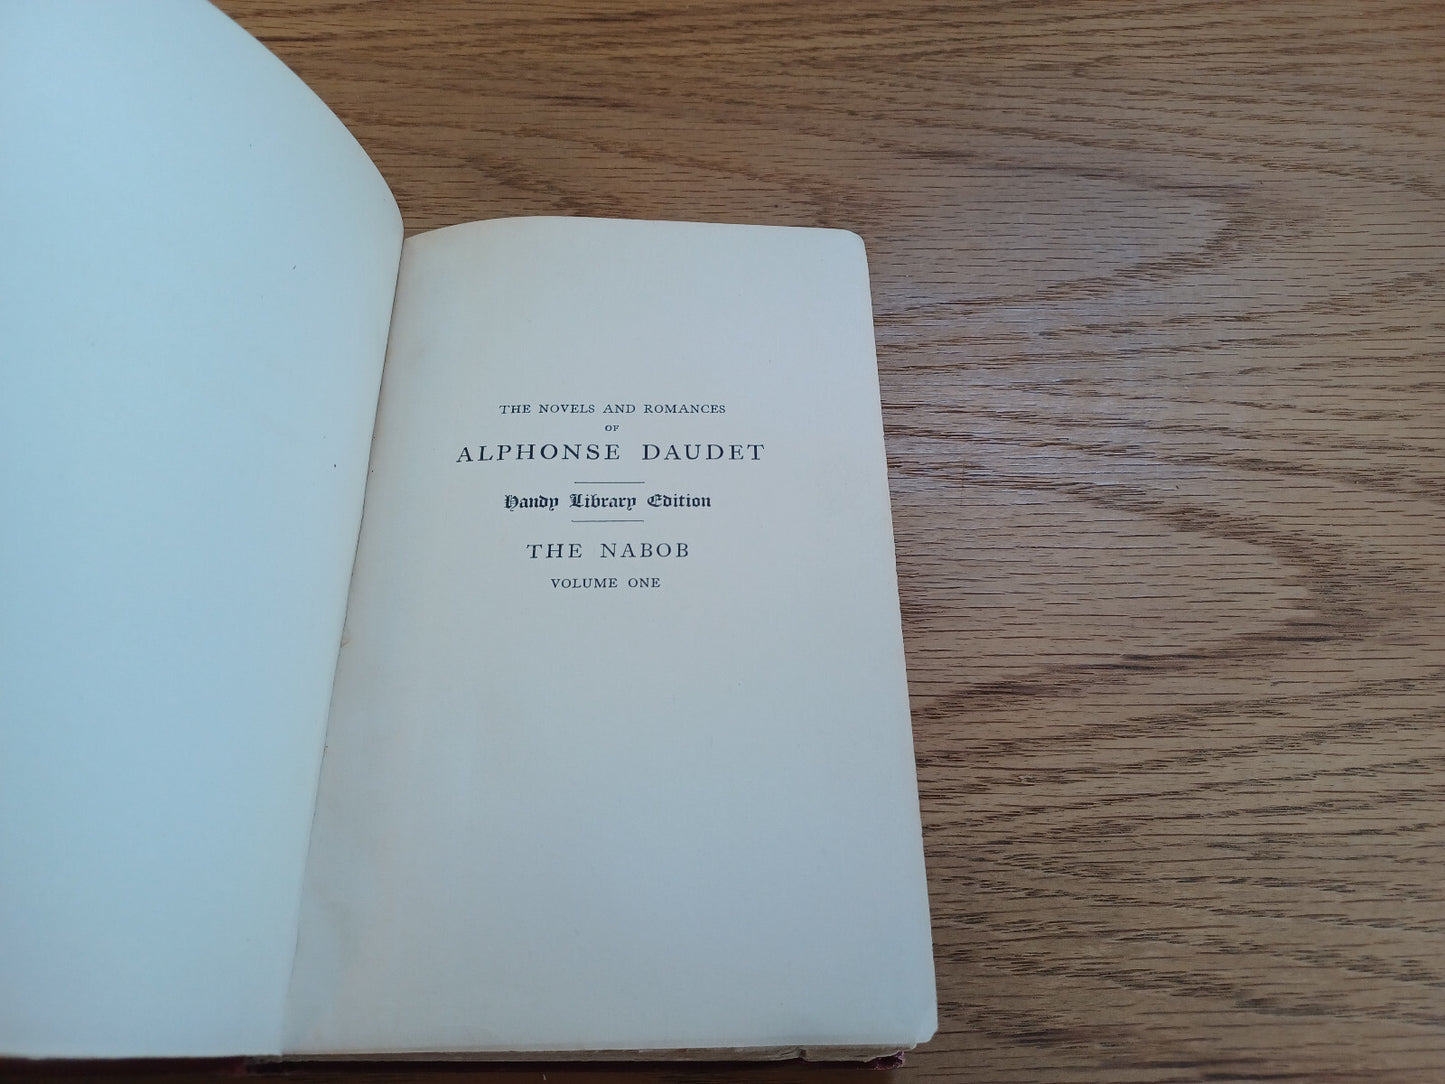 THE NOVELS AND ROMANCES
OF
ALPHONSE DAUDET
Handy Library Edition
THE NABOB
VOLUME ONE